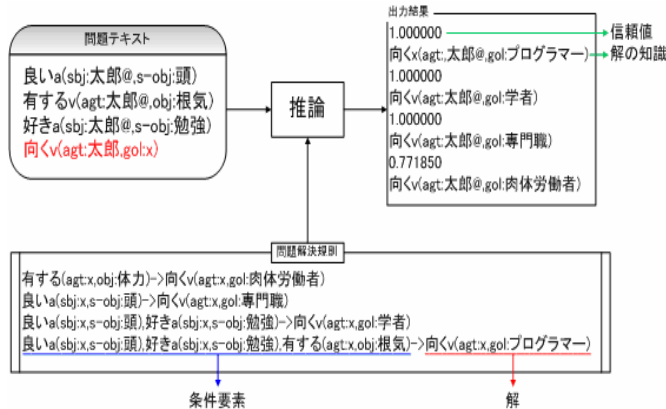 問題テキスト
良いa(sbj:太郎@,s-obj:頭)
有するv(agt:太郎@,obj:根気)
好きa(sbj:太郎@,s-obj:勉強)
向くv(agt:太郎,gol:x)
推論
出力結果
1.000000
向くx(agt:,太郎@,gol:プログラマー)
1.000000
向くv(agt:太郎@,gol:学者)
1.000000
向くv(agt:太郎@,gol:専門職)
0.771850
向くv(agt:太郎@,gol:肉体労働者)
信頼値
解の知識
問題解決規則
有する(agt:x,obj:体力)->向くv(agt:x,gol:肉体労働者)
良いa(sbj:x,s-obj:頭)->向くv(agt:x,gol:専門職)
良いa(sbj:x,s-obj:頭),好きa(sbj:x,s-obj:勉強)->向くv(agt:x,gol:学者)
良いa(sbj:x,s-obj:頭),好きa(sbj:x,s-obj:勉強),有する(agt:x,obj:根気)->向くv(agt:x,gol:プログラマー)
条件要素
解